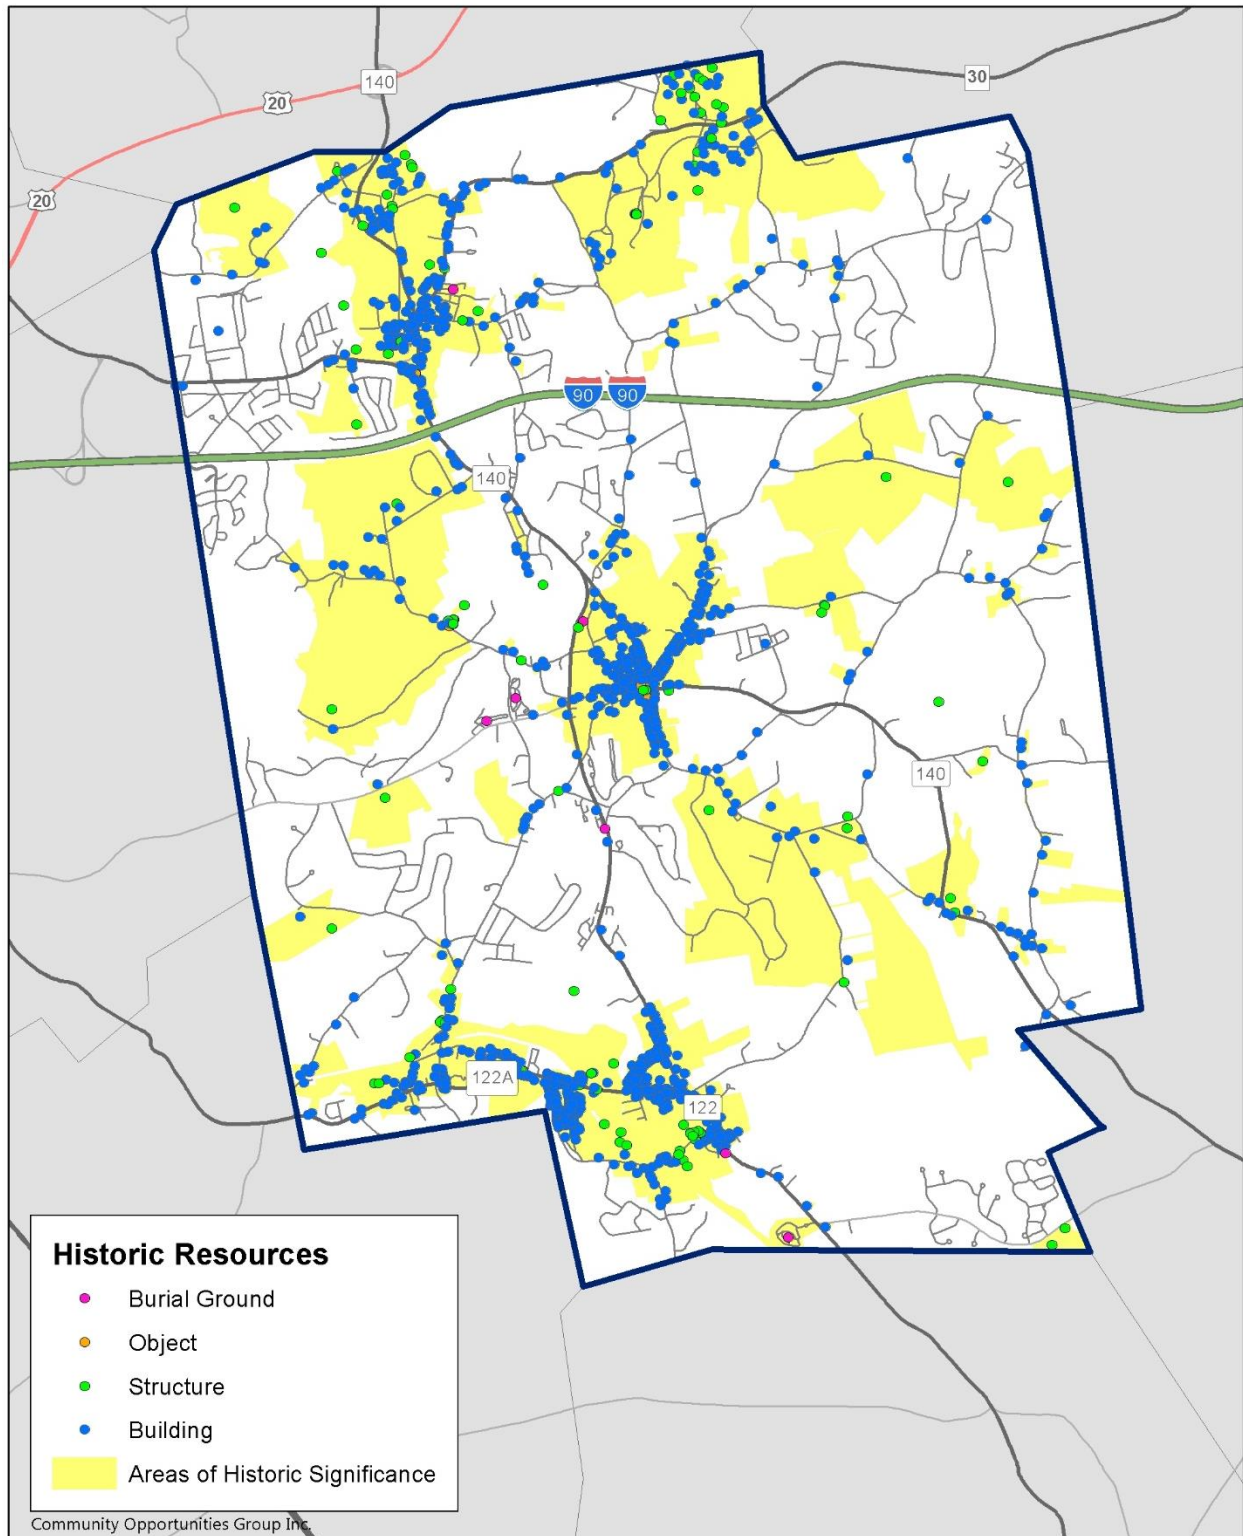 140
30
20
20
90
90
140
140
122A
122
Historic Resources
Burial Ground
Object
Structure
Building
Areas of Historic Significance
Community Opportunities Group Inc.